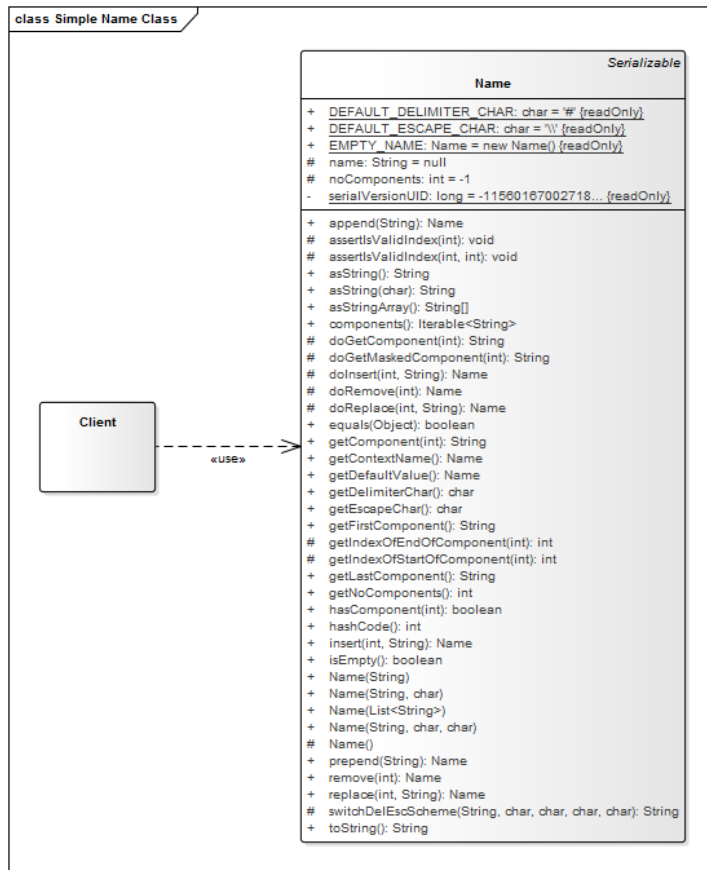 class Simple Name Class
Serializable
Name
+ DEFAULT_DELIMITER_CHAR: char = '#' {readOnly}
+ DEFAULT_ESCAPE_CHAR: char = '\\' {readOnly}
+ EMPTY_NAME: Name = new Name() {readOnly}
# name: String = null
# noComponents: int = -1
- serialVersionUID: long = -11560167002718... {readOnly}
+ append(String): Name
# assertIsValidIndex(int): void
# assertIsValidIndex(int, int): void
+ asString(): String
+ asString(char): String
+ asStringArray(): String[]
+ components(): Iterable<String>
# doGetComponent(int): String
# doGetMaskedComponent(int): String
# doInsert(int, String): Name
# doRemove(int): Name
# doReplace(int, String): Name
+ equals(Object): boolean
+ getComponent(int): String
+ getContextName(): Name
+ getDefaultValue(): Name
+ getDelimiterChar(): char
+ getEscapeChar(): char
+ getFirstComponent(): String
# getIndexOfEndOfComponent(int): int
# getIndexOfStartOfComponent(int): int
+ getLastComponent(): String
+ getNoComponents(): int
+ hasComponent(int): boolean
+ hashCode(): int
+ insert(int, String): Name
+ isEmpty(): boolean
+ Name(String)
+ Name(String, char)
+ Name(List<String>)
+ Name(String, char, char)
# Name()
+ prepend(String): Name
+ remove(int): Name
+ replace(int, String): Name
# switchDelEscScheme(String, char, char, char, char): String
+ toString(): String
Client
«use»